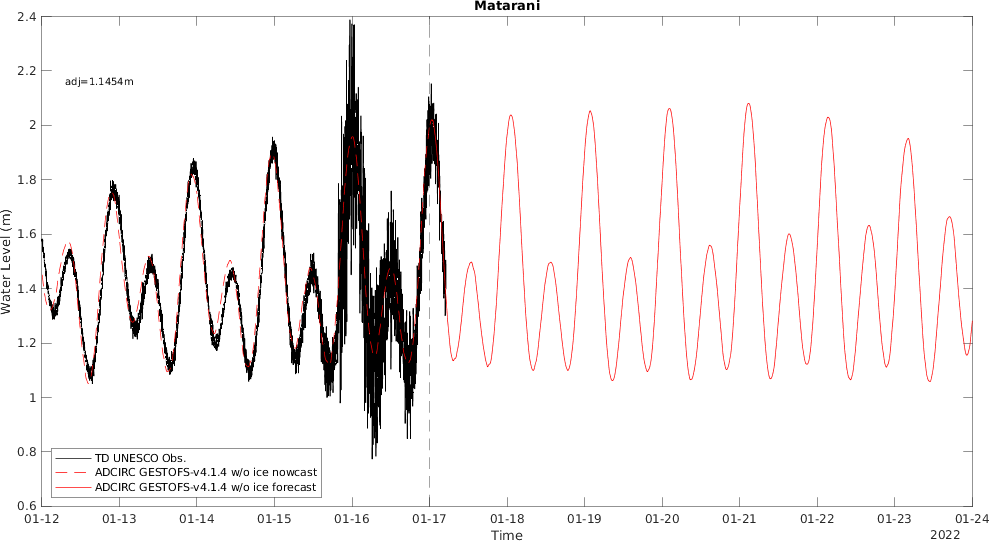 Matarani
2.4
2.2
2
1.8
1.6
1.4
1.2
1
0.8
0.6
Water Level (m)
adj=1.1454m
TD UNESCO Obs.
ADCIRC GESTOFS-v4.1.4 w/o ice nowcast
ADCIRC GESTOFS-v4.1.4 w/o ice forecast
01-12 01-13 01-14 01-15 01-16 01-17 01-18 01-19 01-20 01-21 01-22 01-23 01-24
Time
2022